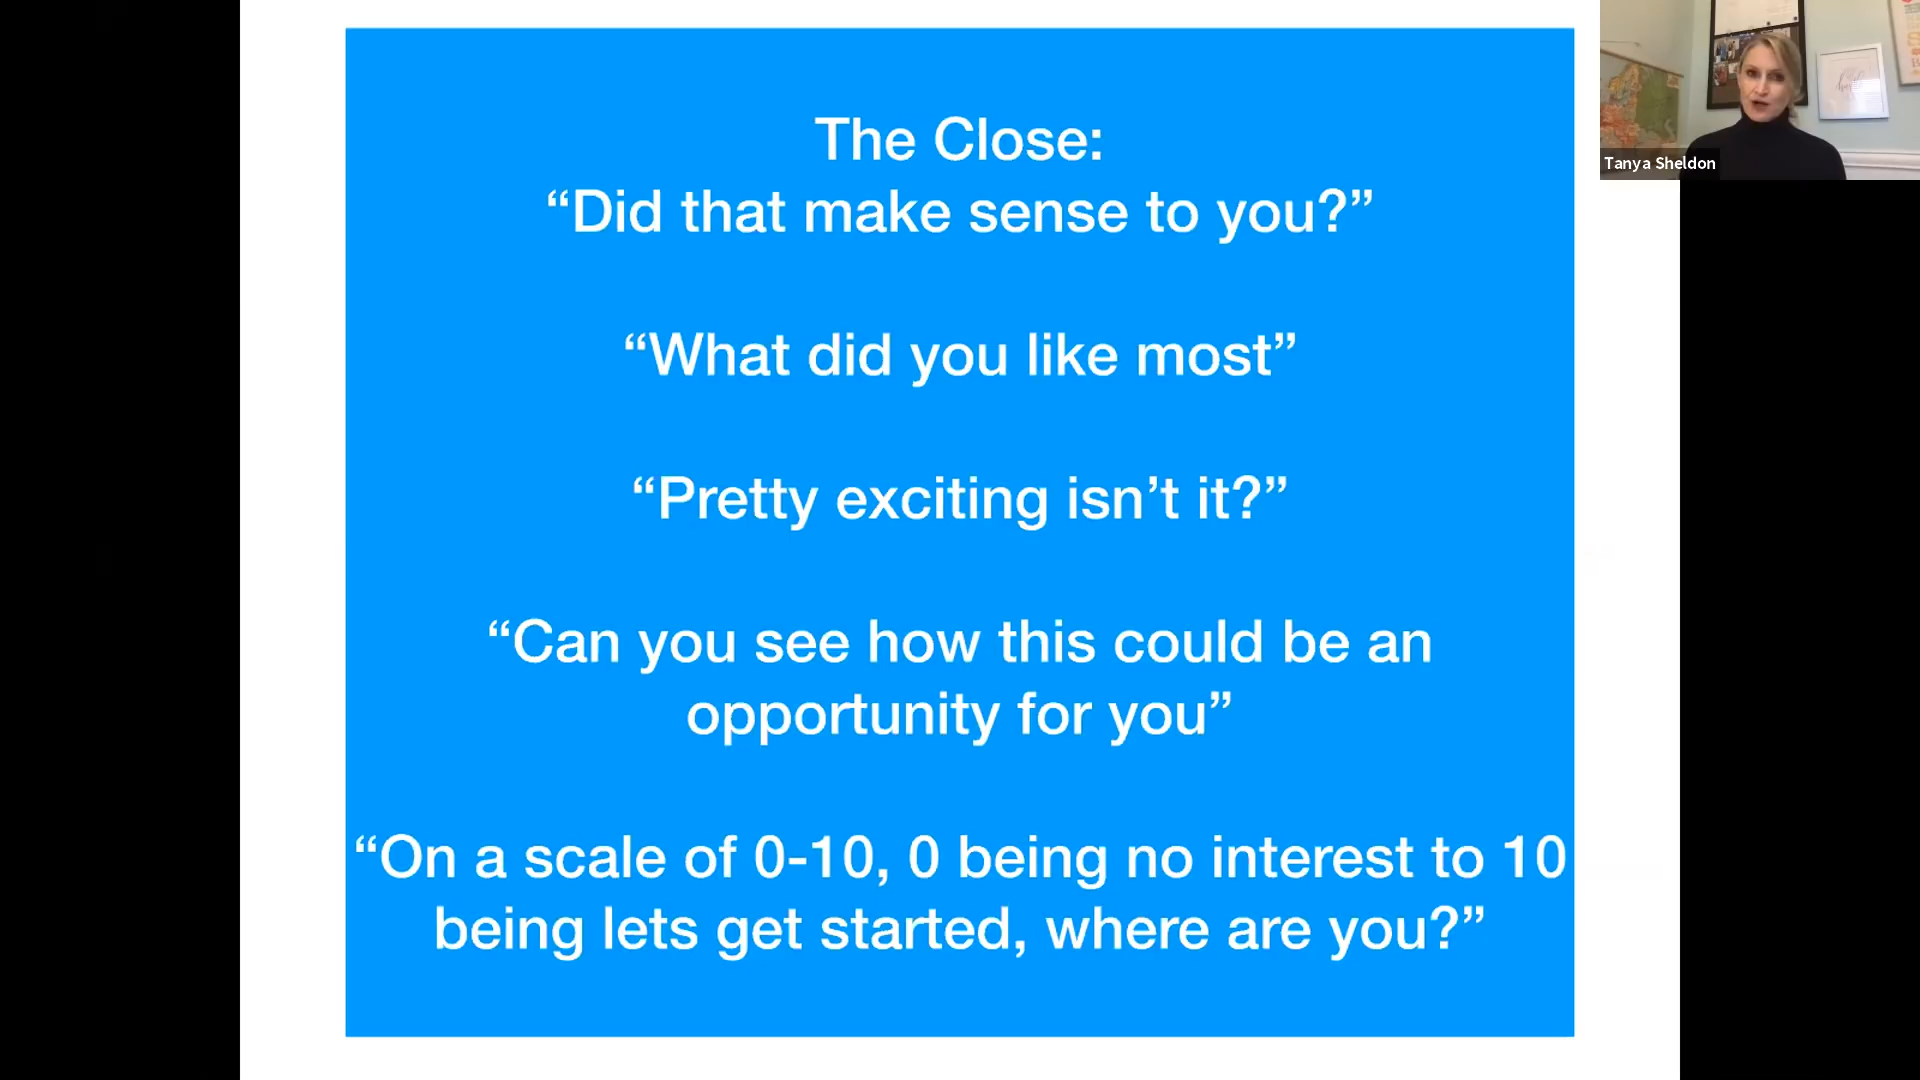 The Close:
“Did that make sense to you?”
“What did you like most”
“Pretty exciting isn’t it?”
“Can you see how this could be an
opportunity for you”
“On a scale of 0-10, 0 being no interest to 10
being lets get started, where are you?”
Tanya Sheldon